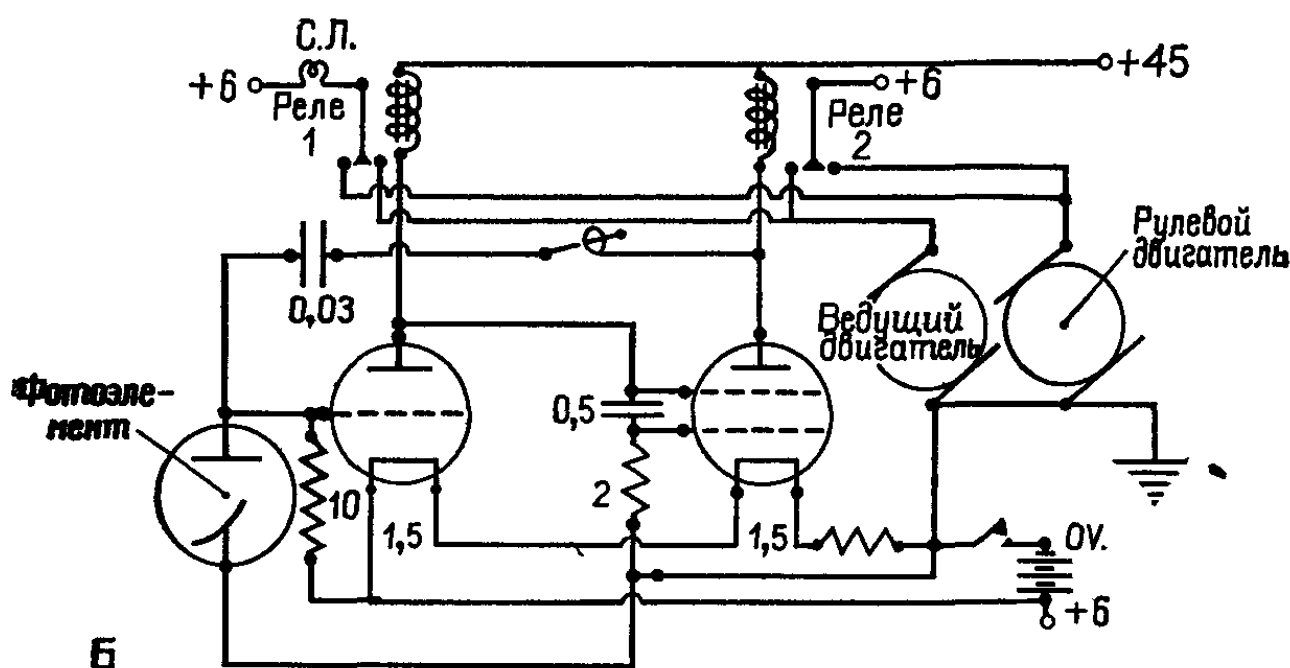 С.Л.
+6
Реле
1
+45
+6
Реле
2
0,03
Рулевой
двигатель
Ведущий
двигатель
Фотоэле-
мент
0,5
10
1,5
2
1,5
0V.
+6
Б